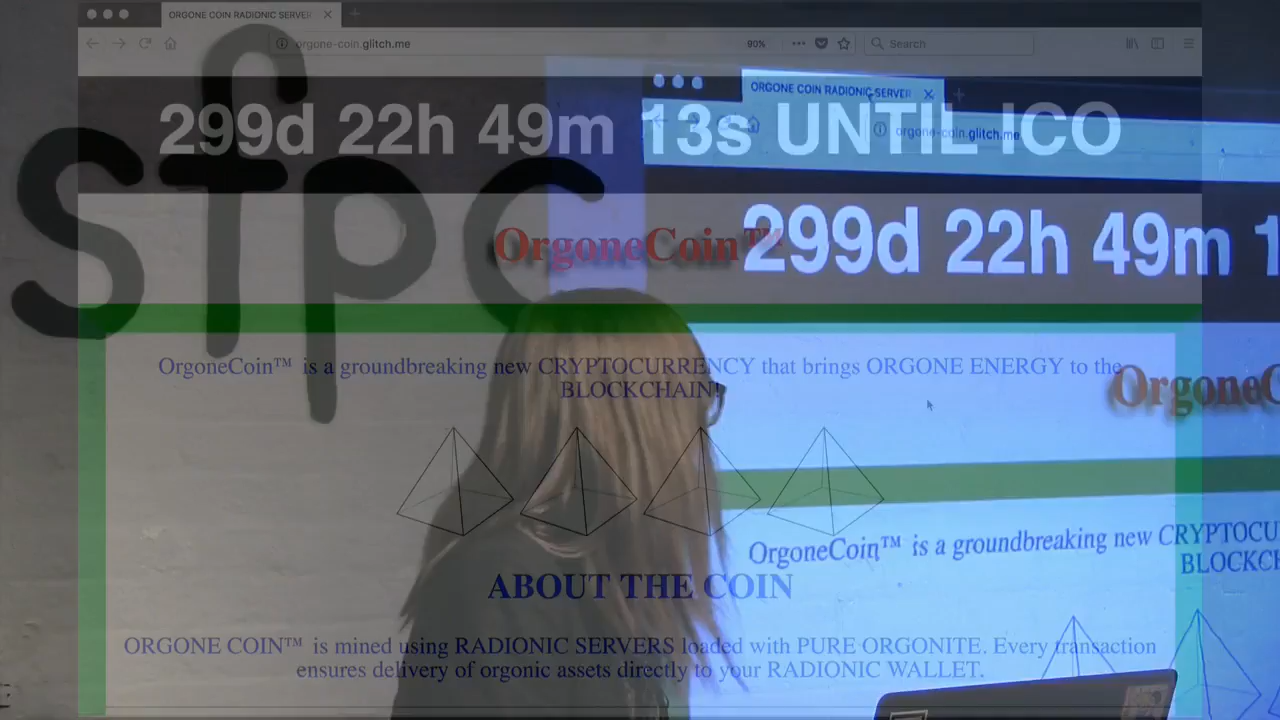 ORGONE COIN RADIONIC SERVER
orgone-coin.glitch.me
90%
Search
299d 22h 49m 13s UNTIL ICO
OrgoneCoin™
OrgoneCoin™ is a groundbreaking new CRYPTOCURRENCY that brings ORGONE ENERGY to the
BLOCKCHAIN!
ABOUT THE COIN
ORGONE COIN™ is mined using RADIONIC SERVERS loaded with PURE ORGONITE. Every transaction
ensures delivery of orgonic assets directly to your RADIONIC WALLET.
sfpc
ORGONE COIN RADIONIC SERVER
orgone-coin.glitch.me
299d 22h 49m 1
OrgoneC
OrgoneCoin™ is a groundbreaking new CRYPTOCU
BLOCKCH